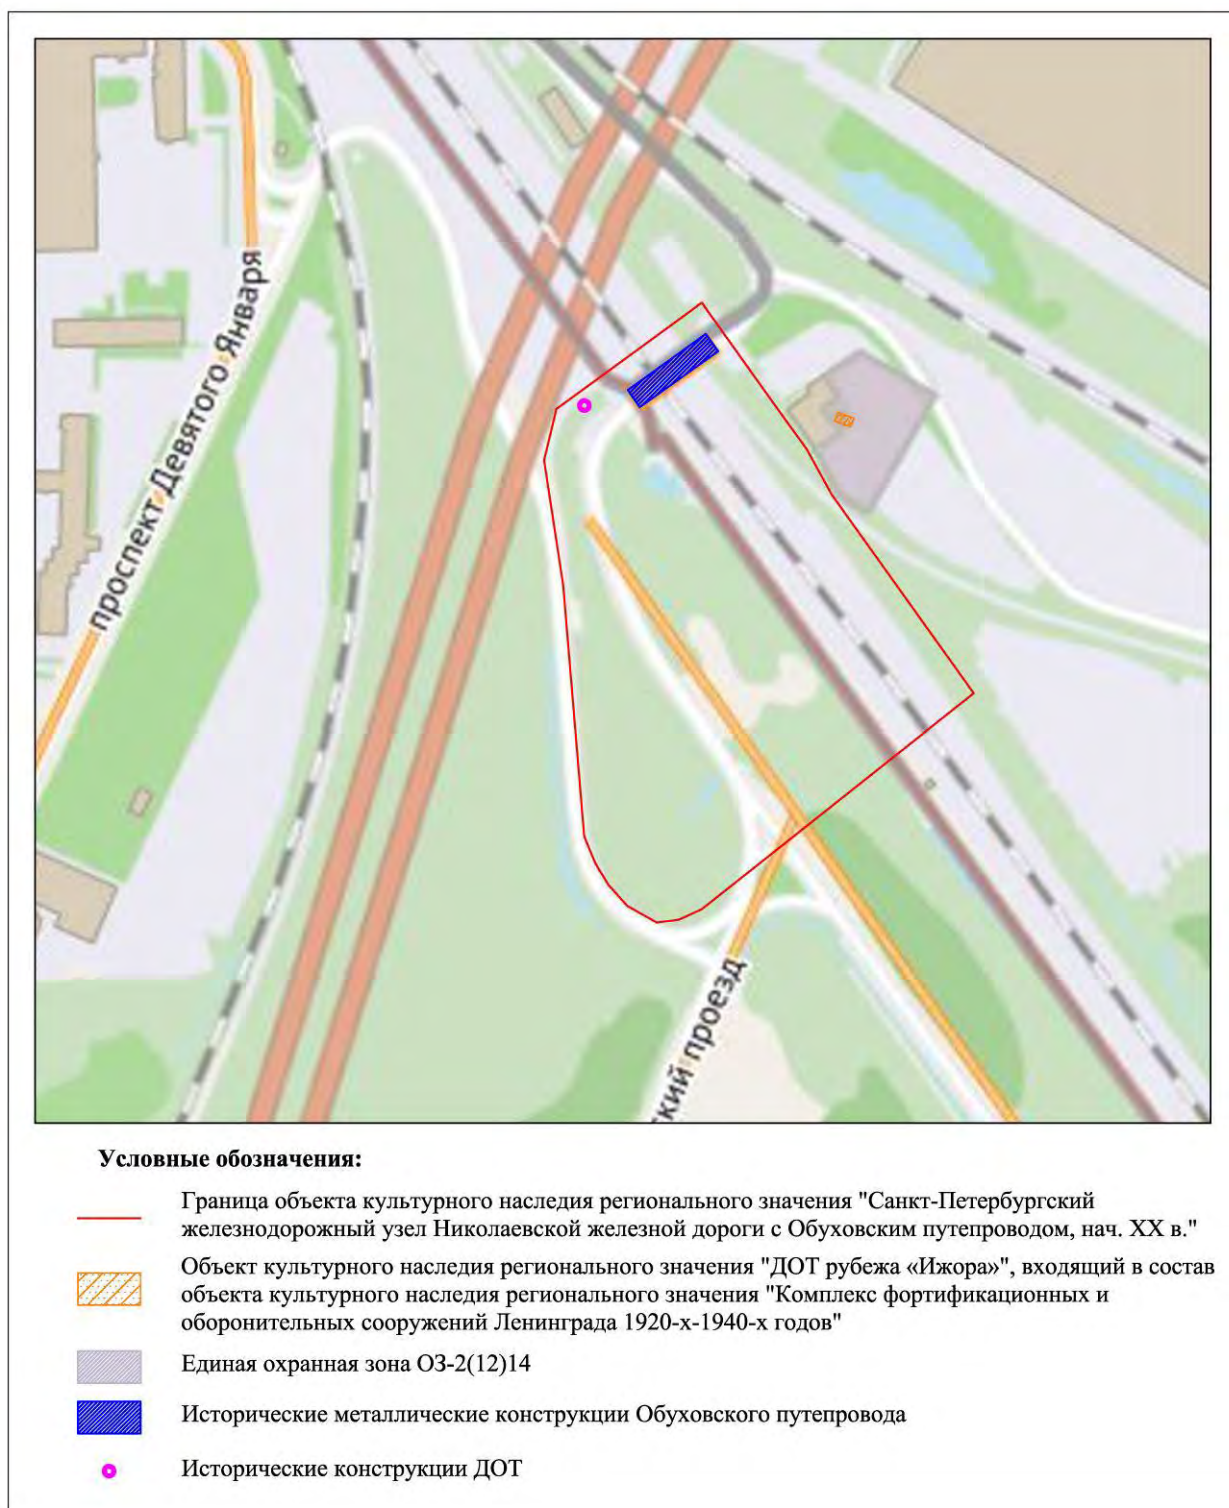 проспект Девятого Января
ский проезд
Условные обозначения:
Граница объекта культурного наследия регионального значения "Санкт-Петербургский
железнодорожный узел Николаевской железной дороги с Обуховским путепроводом, нач. XX в."
Объект культурного наследия регионального значения "ДОТ рубежа «Ижора»", входящий в состав
объекта культурного наследия регионального значения "Комплекс фортификационных и
оборонительных сооружений Ленинграда 1920-х-1940-х годов"
Единая охранная зона ОЗ-2(12)14
Исторические металлические конструкции Обуховского путепровода
Исторические конструкции ДОТ